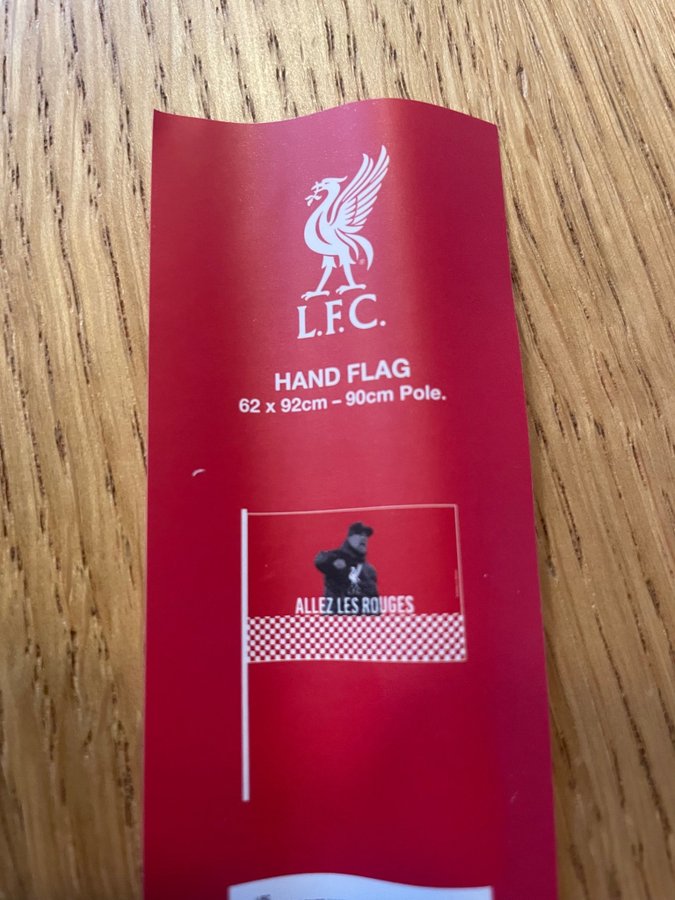 L.F.C.
HAND FLAG
62 x 92cm – 90cm Pole.
ALLEZ LES ROUGES